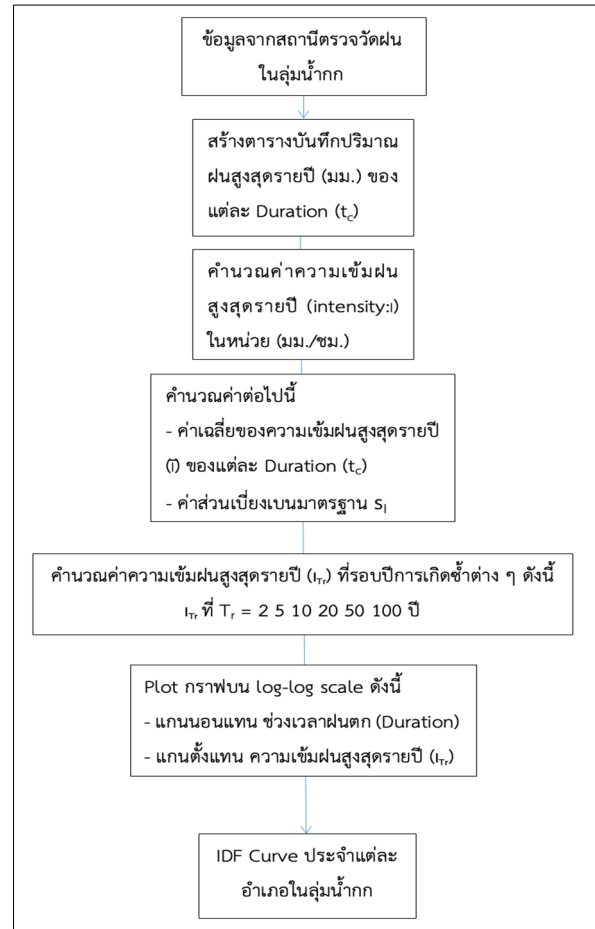 ข้อมูลจากสถานีตรวจวัดฝน
ในลุ่มน้ำกก
สร้างตารางบันทึกปริมาณ
ฝนสูงสุดรายปี (มม.) ของ
แต่ละ Duration (t_c)
คำนวณค่าความเข้มฝน
สูงสุดรายปี (intensity:ı)
ในหน่วย (มม./ชม.)
คำนวณค่าต่อไปนี้
- ค่าเฉลี่ยของความเข้มฝนสูงสุดรายปี
(ī) ของแต่ละ Duration (t_c)
- ค่าส่วนเบี่ยงเบนมาตรฐาน s_I
คำนวณค่าความเข้มฝนสูงสุดรายปี (ı_Tr) ที่รอบปีการเกิดซ้ำต่าง ๆ ดังนี้
ı_Tr ที่ T_r = 2 5 10 20 50 100 ปี
Plot กราฟบน log-log scale ดังนี้
- แกนนอนแทน ช่วงเวลาฝนตก (Duration)
- แกนตั้งแทน ความเข้มฝนสูงสุดรายปี (ı_Tr)
IDF Curve ประจำแต่ละ
อำเภอในลุ่มน้ำกก